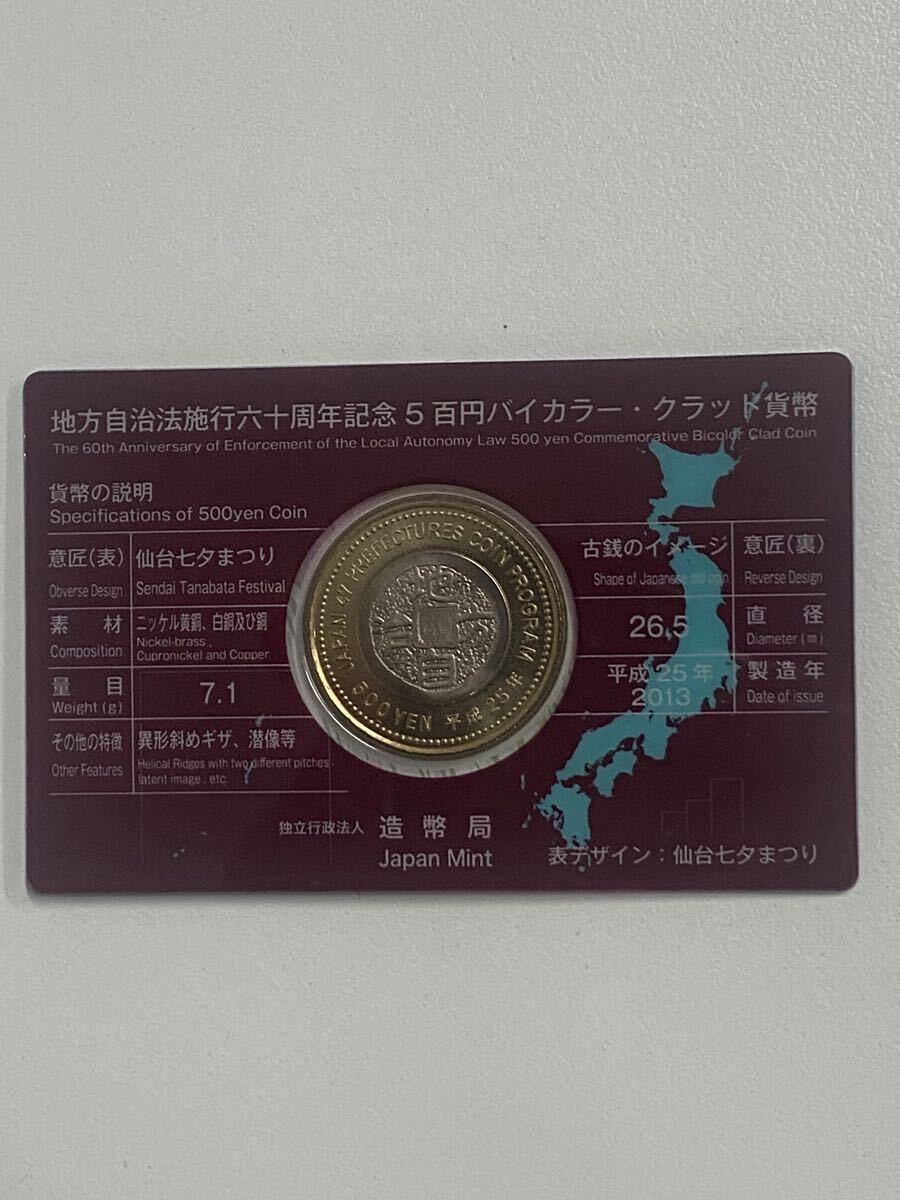 地方自治法施行六十周年記念5百円バイカラー・クラッド貨幣
The 60th Anniversary of Enforcement of the Local Autonomy Law 500 yen Commemorative Bicolor Clad Coin
貨幣の説明
Specifications of 500yen Coin
意匠(表) 仙台七夕まつり
Obverse Design Sendai Tanabata Festival
素材 ニッケル黄銅、白銅及び銅
Composition Nickel-brass, Cupronickel and Copper
量目 7.1
Weight(g)
その他の特徴 異形斜めギザ、潜像等
Other Features Helical Ridges with two different pitches, latent image, etc.
JAPAN 47 PREFECTURES COIN PROGRAM
500 YEN 平成25年
地方自治
古銭のイメージ 意匠(裏)
Shape of Japanese old coin Reverse Design
26.5 直径
Diameter(㎜)
平成25年 製造年
2013 Date of issue
独立行政法人 造幣局
Japan Mint
表デザイン:仙台七夕まつり